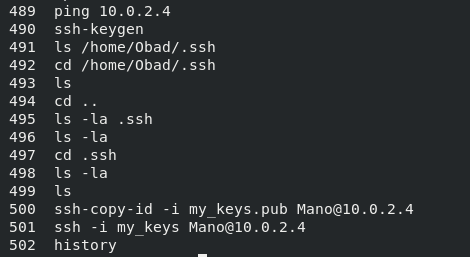 489 ping 10.0.2.4
490 ssh-keygen
491 ls /home/Obad/.ssh
492 cd /home/Obad/.ssh
493 ls
494 cd ..
495 ls -la .ssh
496 ls -la
497 cd .ssh
498 ls -la
499 ls
500 ssh-copy-id -i my_keys.pub Mano@10.0.2.4
501 ssh -i my_keys Mano@10.0.2.4
502 history